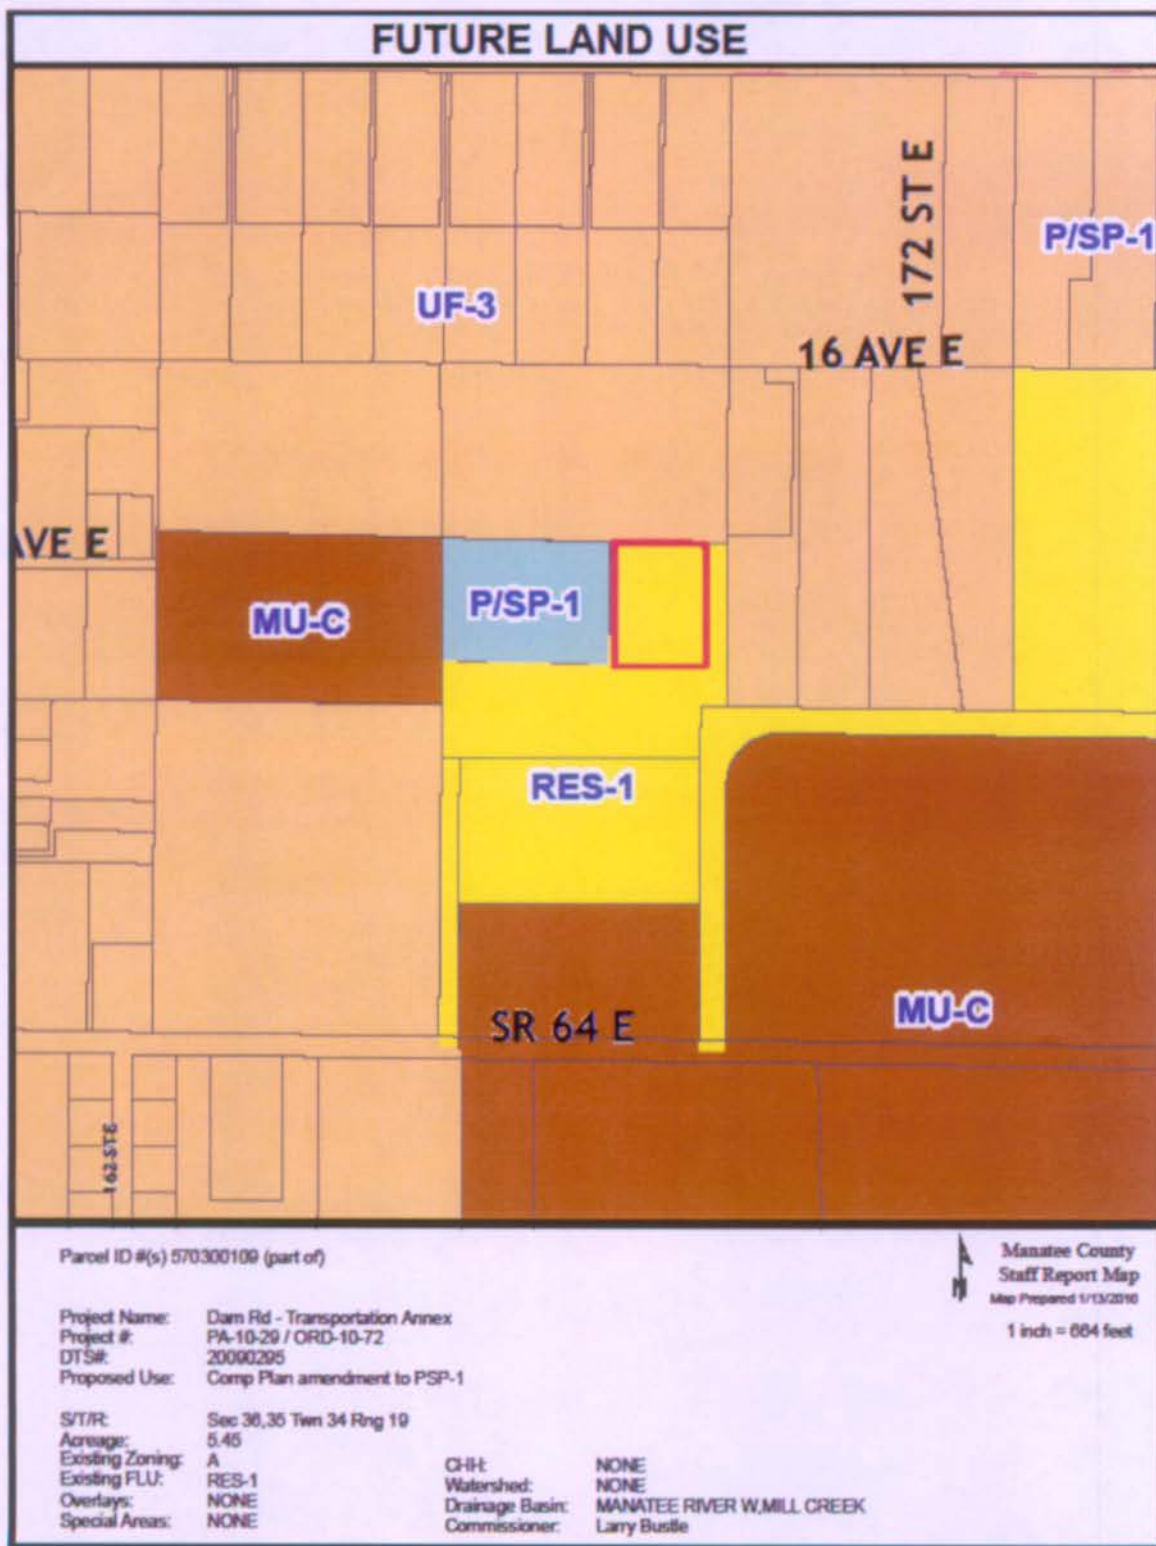 FUTURE LAND USE
172 ST E
P/SP-1
UF-3
16 AVE E
AVE E
MU-C
P/SP-1
RES-1
MU-C
SR 64 E
162 ST E
Parcel ID #(s) 570300109 (part of)
Manatee County
Staff Report Map
Map Prepared 1/13/2010
N
1 inch = 664 feet
Project Name: Dam Rd - Transportation Annex
Project #: PA-10-29 / ORD-10-72
DTS#: 20090295
Proposed Use: Comp Plan amendment to PSP-1
S/T/R: Sec 36,35 Twn 34 Rng 19
Acreage: 5.45
Existing Zoning: A
Existing FLU: RES-1
Overlays: NONE
Special Areas: NONE
CHH: NONE
Watershed: NONE
Drainage Basin: MANATEE RIVER W,MILL CREEK
Commissioner: Larry Bustle